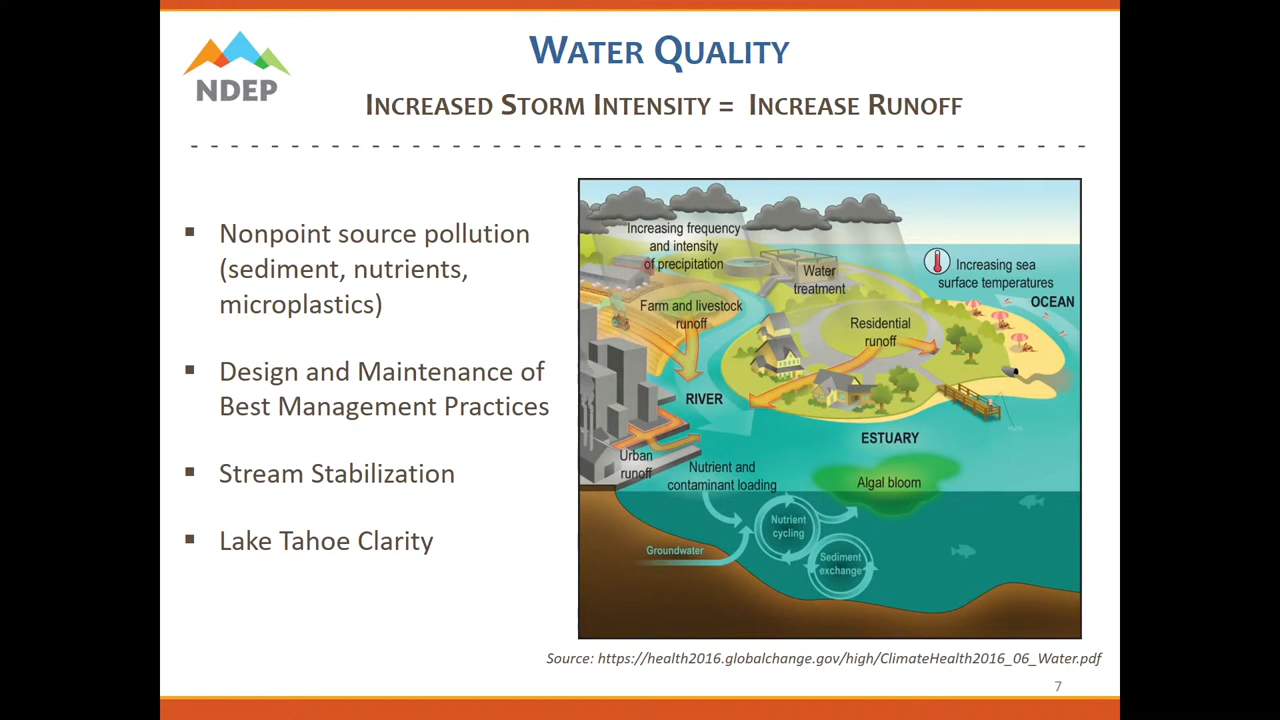 NDEP
WATER QUALITY
INCREASED STORM INTENSITY = INCREASE RUNOFF
▪ Nonpoint source pollution
(sediment, nutrients,
microplastics)
▪ Design and Maintenance of
Best Management Practices
▪ Stream Stabilization
▪ Lake Tahoe Clarity
Increasing frequency
and intensity
of precipitation
Water
treatment
Increasing sea
surface temperatures
OCEAN
Farm and livestock
runoff
Residential
runoff
RIVER
ESTUARY
Urban
runoff
Nutrient and
contaminant loading
Algal bloom
Nutrient
cycling
Groundwater
Sediment
exchange
Source: https://health2016.globalchange.gov/high/ClimateHealth2016_06_Water.pdf
7